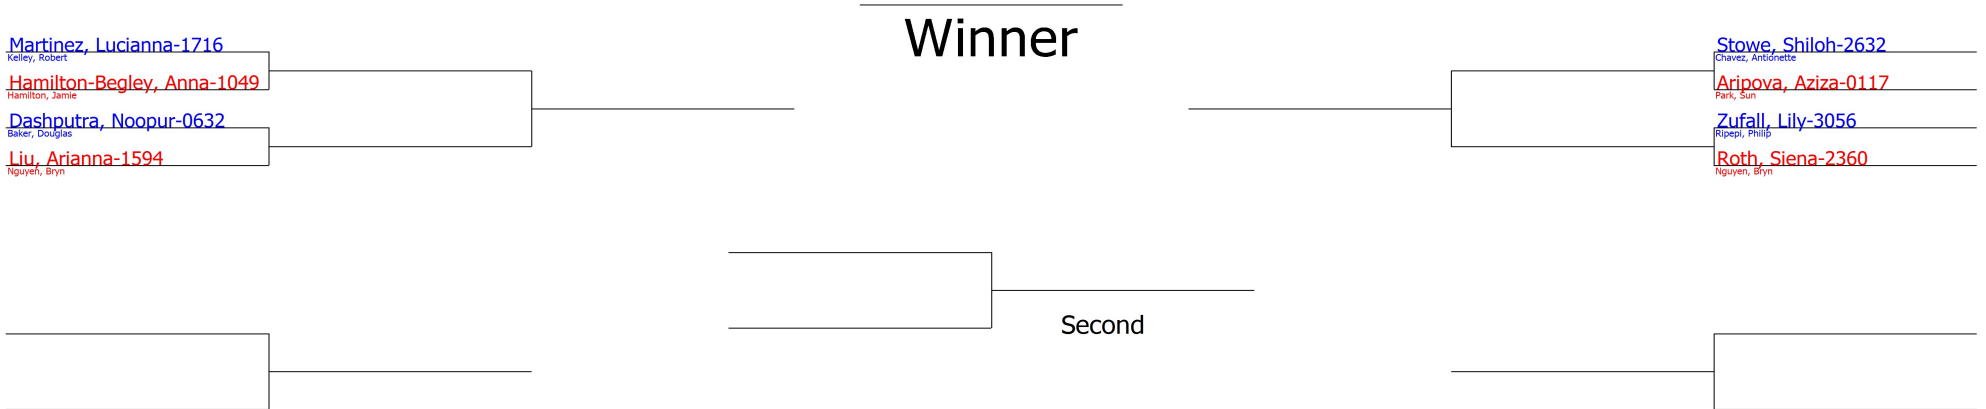 Winner
Martinez, Lucianna-1716
Kelley, Robert
Hamilton-Begley, Anna-1049
Hamilton, Jamie
Dashputra, Noopur-0632
Baker, Douglas
Liu, Arianna-1594
Nguyen, Bryn
Stowe, Shiloh-2632
Chavez, Antionette
Aripova, Aziza-0117
Park, Sun
Zufall, Lily-3056
Ripepi, Philip
Roth, Siena-2360
Nguyen, Bryn
Second